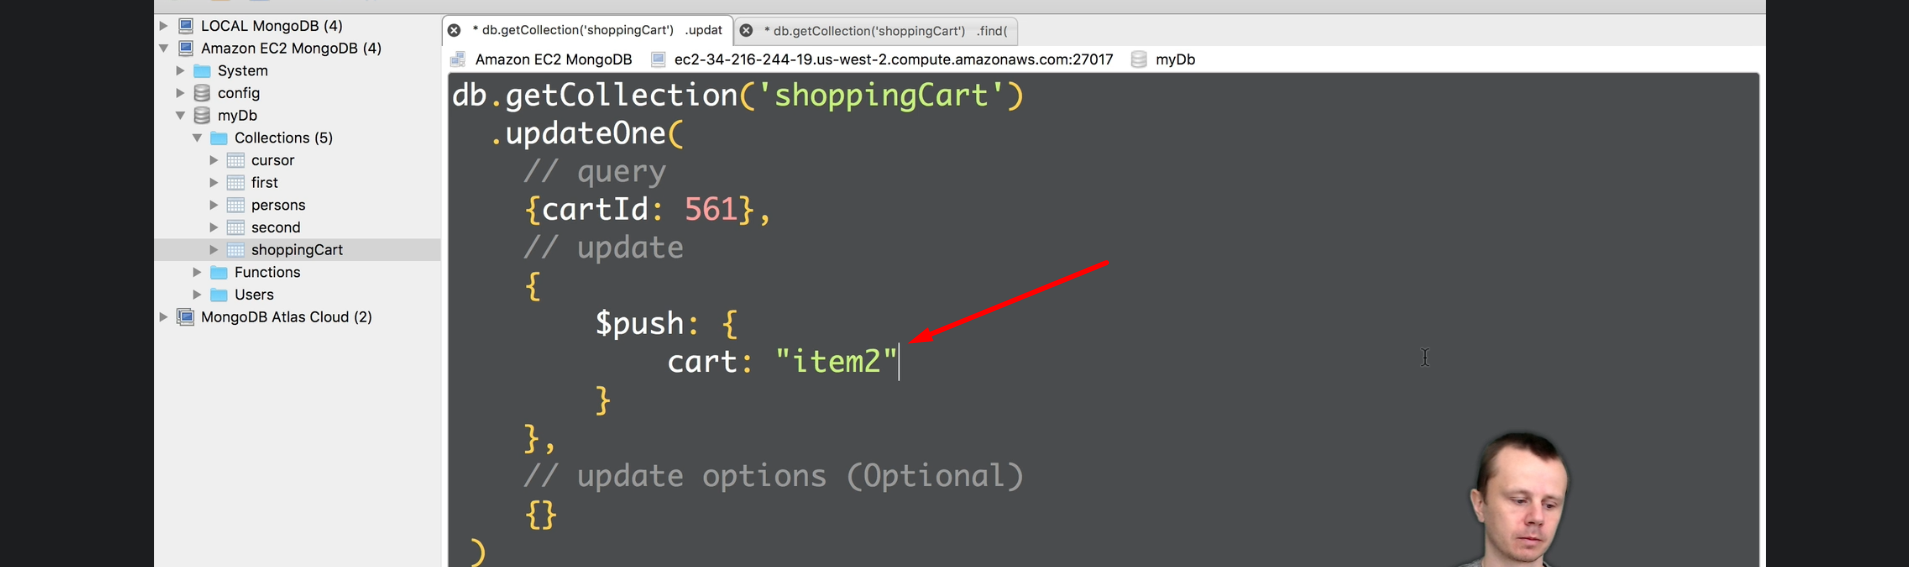 LOCAL MongoDB (4)
Amazon EC2 MongoDB (4)
System
config
myDb
Collections (5)
cursor
first
persons
second
shoppingCart
Functions
Users
MongoDB Atlas Cloud (2)
* db.getCollection('shoppingCart') .updat
* db.getCollection('shoppingCart') .find(
Amazon EC2 MongoDB ec2-34-216-244-19.us-west-2.compute.amazonaws.com:27017 myDb
db.getCollection('shoppingCart')
.updateOne(
// query
{cartId: 561},
// update
{
$push: {
cart: "item2"
}
},
// update options (Optional)
{}
)